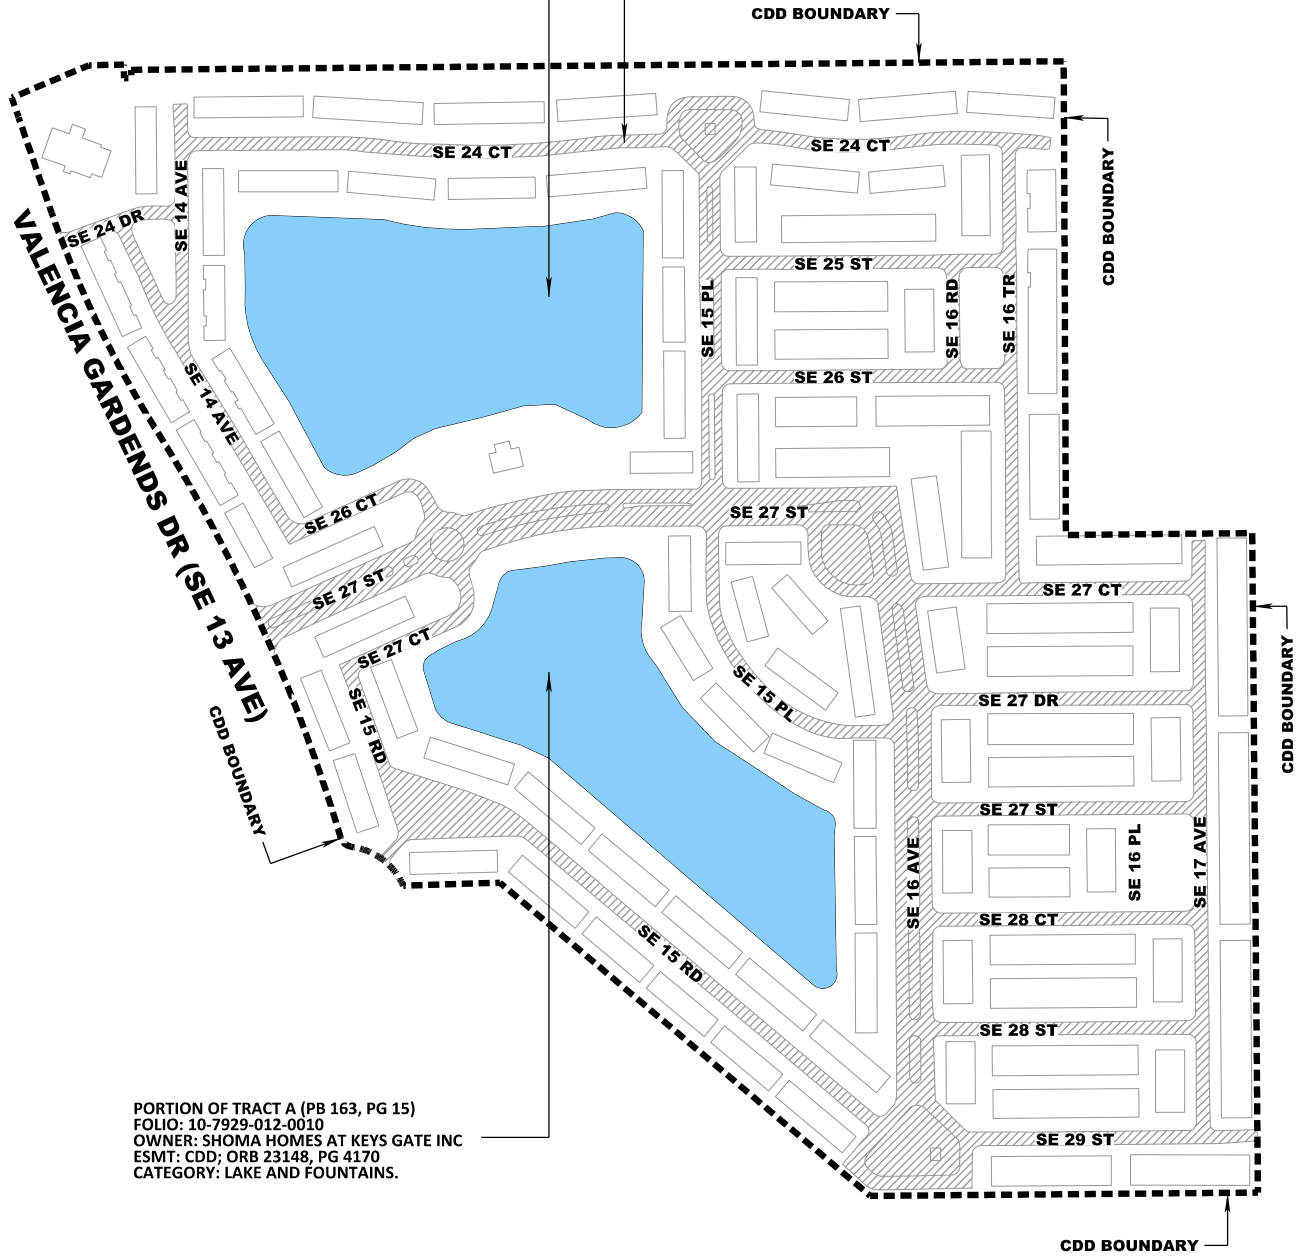 CDD BOUNDARY
SE 24 CT
SE 24 CT
CDD BOUNDARY
SE 14 AVE
SE 24 DR
VALENCIA GARDENDS DR (SE 13 AVE)
SE 25 ST
SE 15 PL
SE 16 RD
SE 16 TR
SE 26 ST
SE 14 AVE
SE 26 CT
SE 27 ST
SE 27 ST
SE 27 CT
SE 27 CT
CDD BOUNDARY
SE 15 RD
SE 15 PL
SE 27 DR
CDD BOUNDARY
SE 27 ST
SE 16 AVE
SE 16 PL
SE 17 AVE
SE 28 CT
SE 15 RD
SE 28 ST
PORTION OF TRACT A (PB 163, PG 15)
FOLIO: 10-7929-012-0010
OWNER: SHOMA HOMES AT KEYS GATE INC
ESMT: CDD; ORB 23148, PG 4170
CATEGORY: LAKE AND FOUNTAINS.
SE 29 ST
CDD BOUNDARY